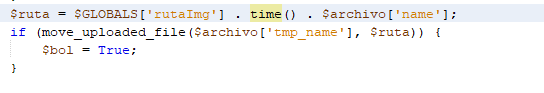 $ruta = $GLOBALS['rutaImg'] . time() . $archivo['name'];
if (move_uploaded_file($archivo['tmp_name'], $ruta)) {
    $bol = True;
}